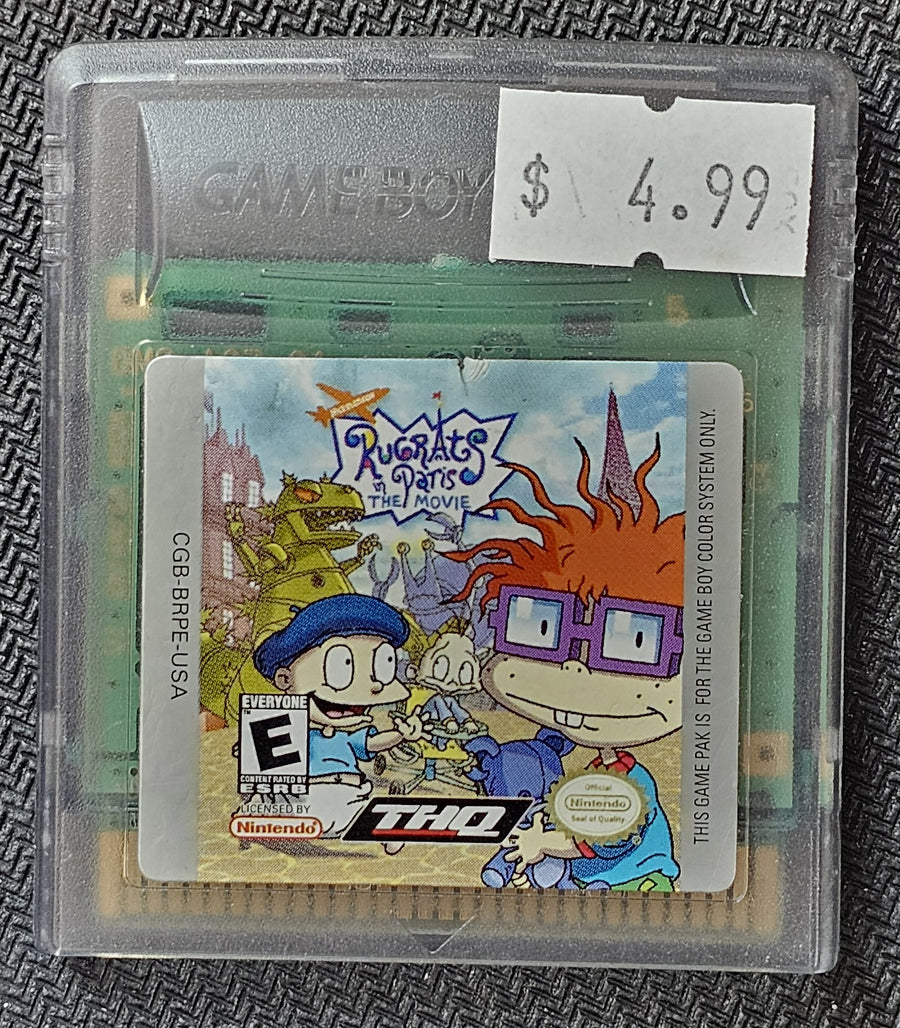 GAME BOY
$ 4.99
NICKELODEON
RUGRATS
in Paris
THE MOVIE
CGB-BRPE-USA
THIS GAME PAK IS FOR THE GAME BOY COLOR SYSTEM ONLY.
EVERYONE
E
CONTENT RATED BY
ESRB
LICENSED BY
Nintendo
THQ
Official
Nintendo
Seal of Quality